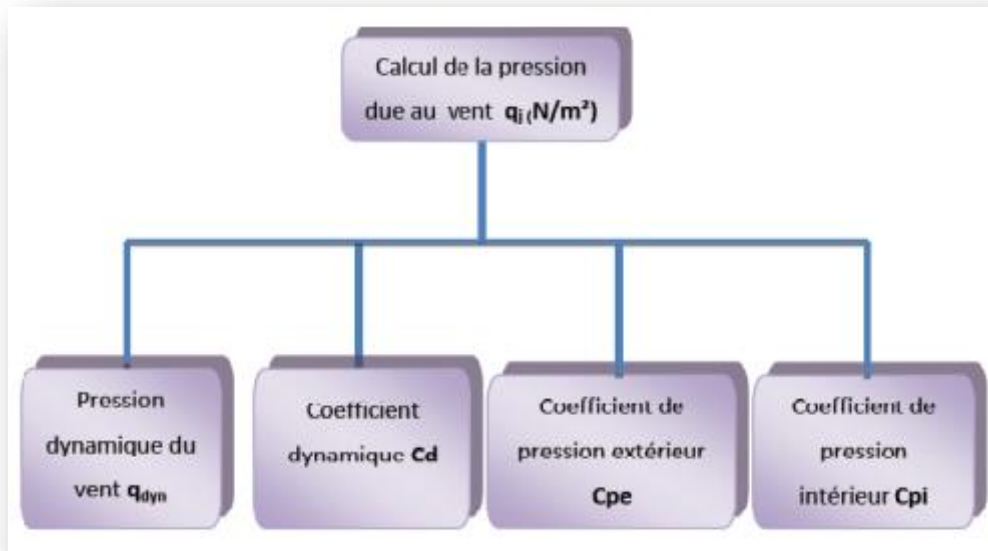 Calcul de la pression
due au vent qj (N/m²)
Pression
dynamique du
vent qdyn
Coefficient
dynamique Cd
Coefficient de
pression extérieur
Cpe
Coefficient de
pression
intérieur Cpi